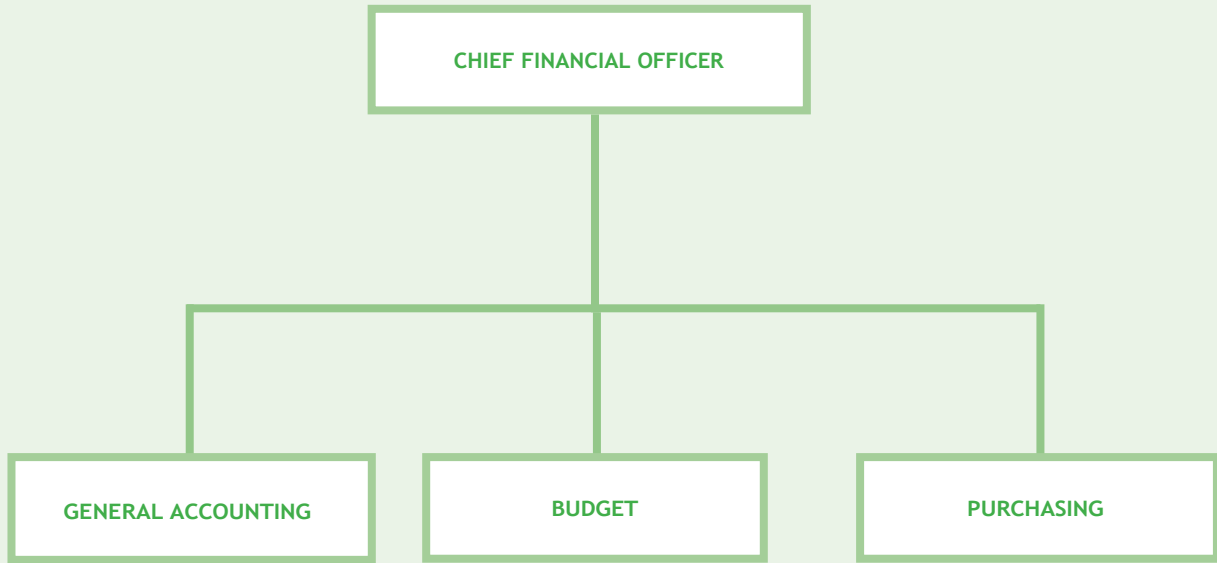 CHIEF FINANCIAL OFFICER
GENERAL ACCOUNTING
BUDGET
PURCHASING